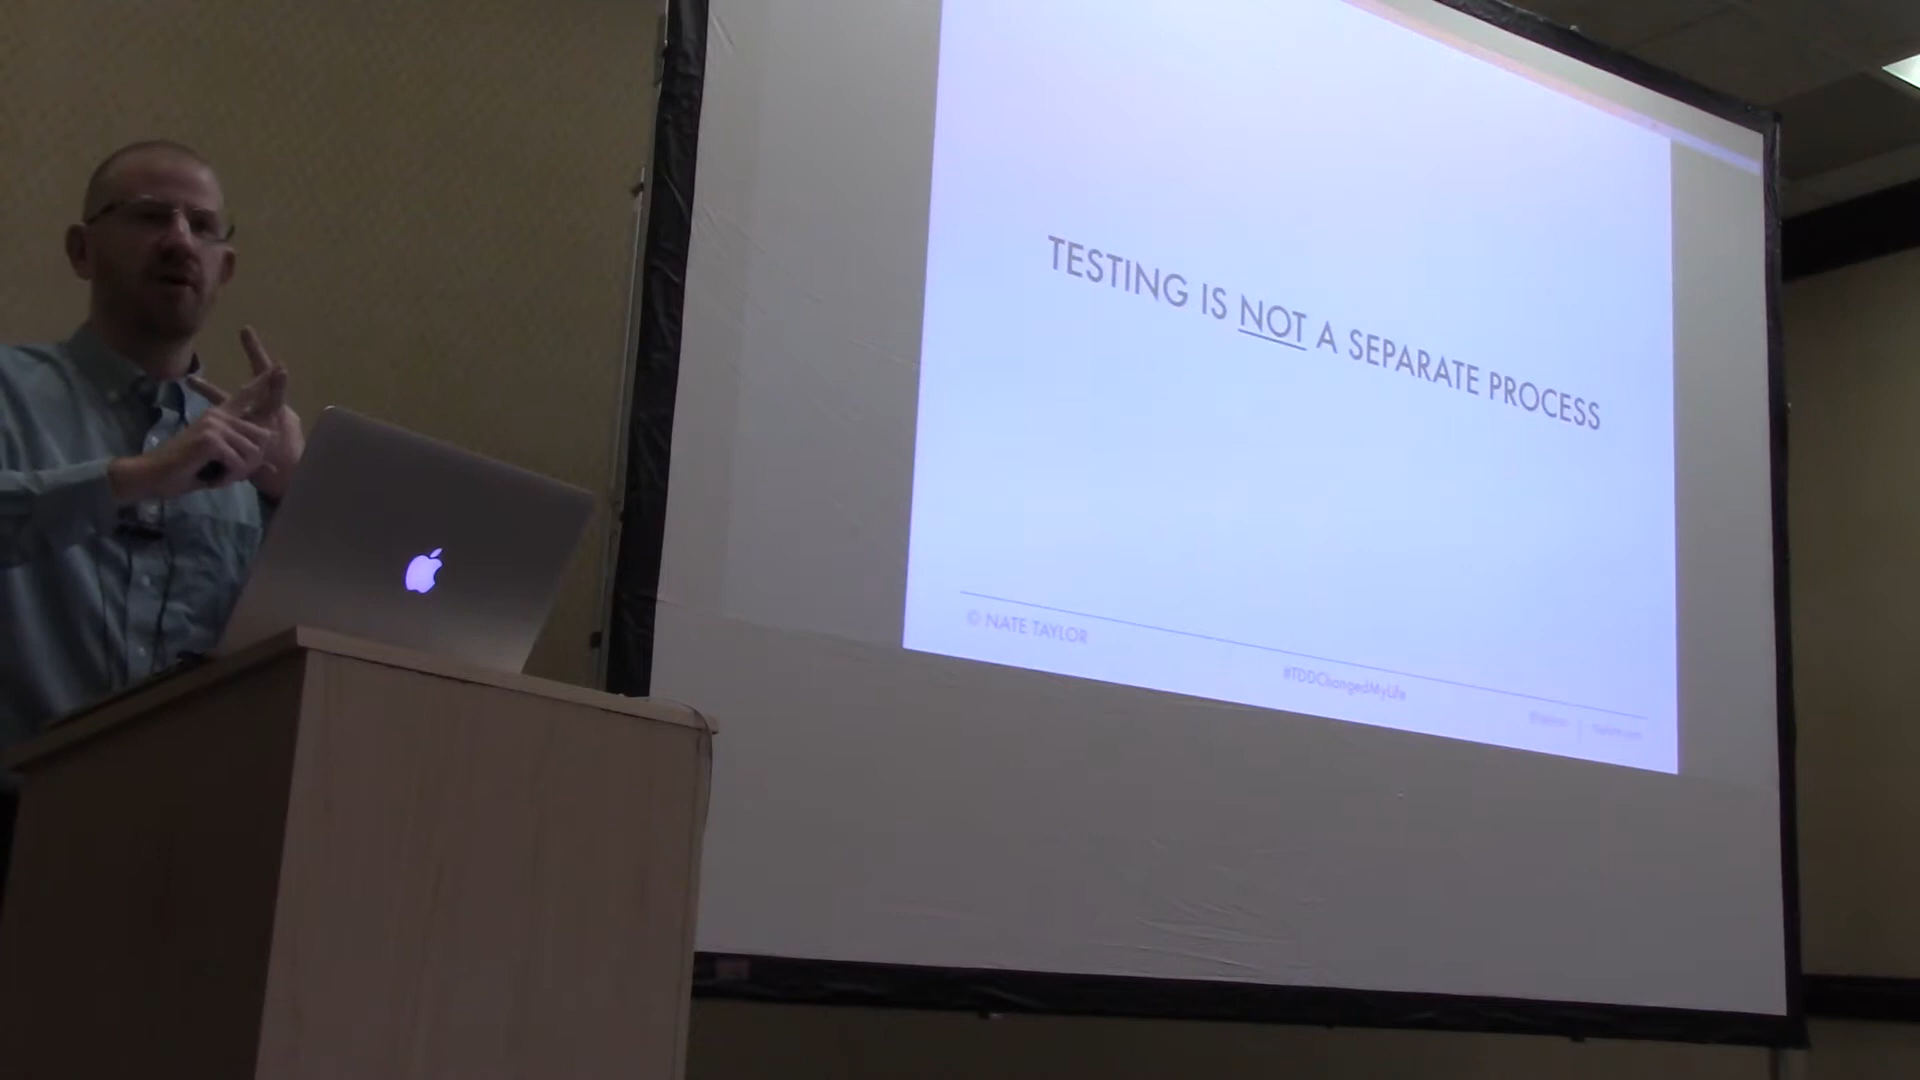 TESTING IS NOT A SEPARATE PROCESS
© NATE TAYLOR
#TDDChangedMyLife